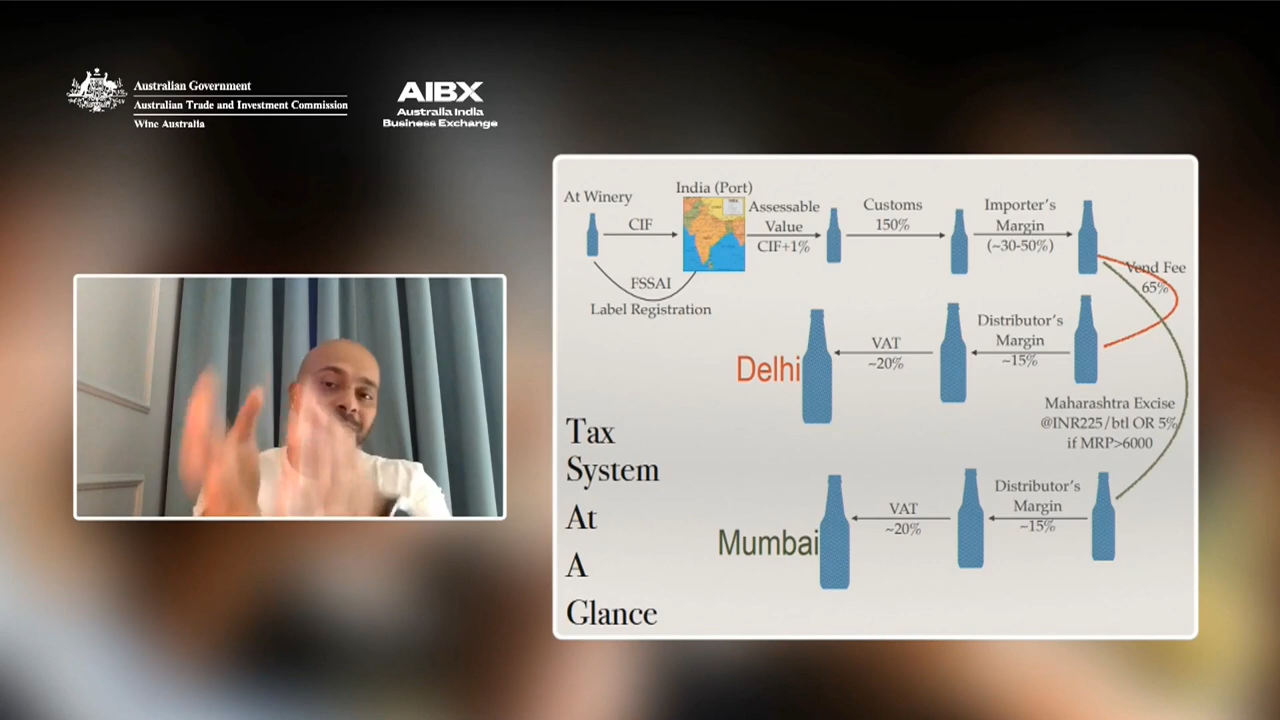 Australian Government
Australian Trade and Investment Commission
Wine Australia
AIBX
Australia India
Business Exchange
At Winery
CIF
India (Port)
Assessable
Value
CIF+1%
Customs
150%
Importer's
Margin
(~30-50%)
Vend Fee
65%
FSSAI
Label Registration
Distributor's
Margin
~15%
VAT
~20%
Delhi
Maharashtra Excise
@INR225/btl OR 5%
if MRP>6000
Distributor's
Margin
~15%
VAT
~20%
Mumbai
Tax
System
At
A
Glance